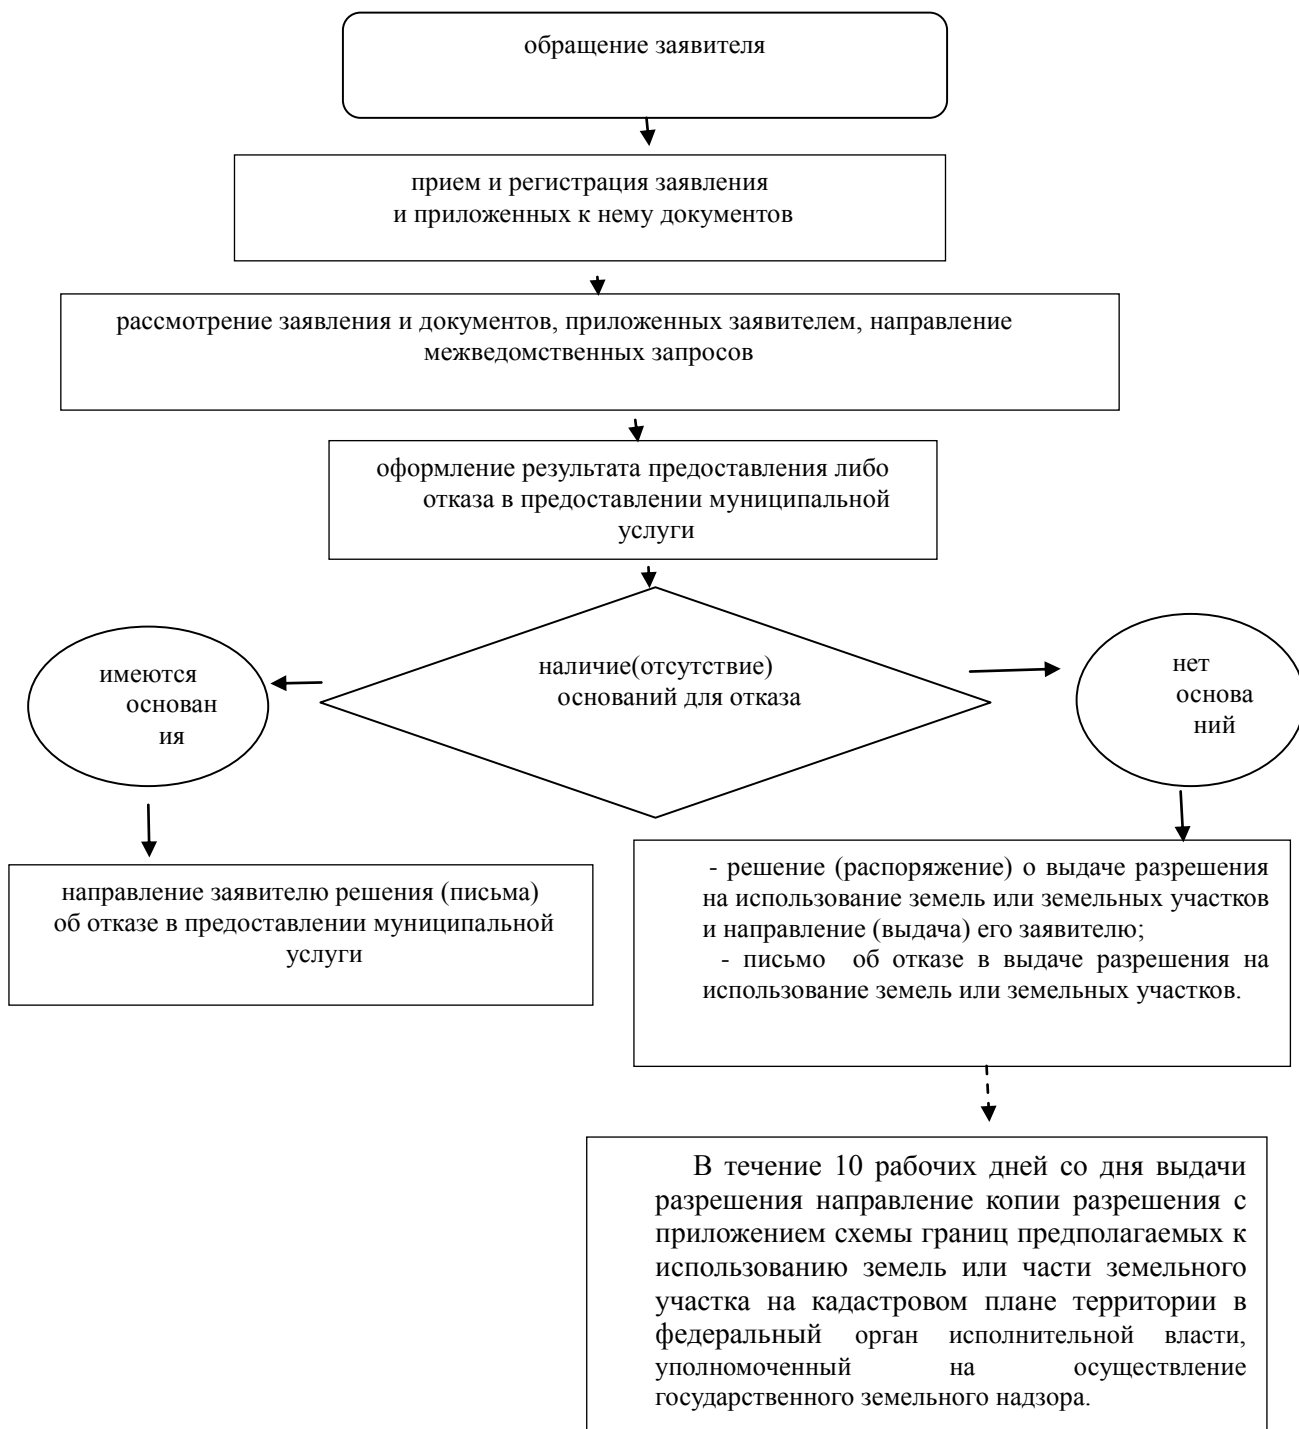 обращение заявителя
прием и регистрация заявления
и приложенных к нему документов
рассмотрение заявления и документов, приложенных заявителем, направление
межведомственных запросов
оформление результата предоставления либо
отказа в предоставлении муниципальной
услуги
наличие(отсутствие)
оснований для отказа
имеются
основан
ия
нет
основа
ний
направление заявителю решения (письма)
об отказе в предоставлении муниципальной
услуги
- решение (распоряжение) о выдаче разрешения
на использование земель или земельных участков
и направление (выдача) его заявителю;
- письмо об отказе в выдаче разрешения на
использование земель или земельных участков.
В течение 10 рабочих дней со дня выдачи
разрешения направление копии разрешения с
приложением схемы границ предполагаемых к
использованию земель или части земельного
участка на кадастровом плане территории в
федеральный орган исполнительной власти,
уполномоченный на осуществление
государственного земельного надзора.